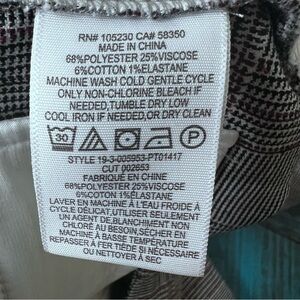 RN# 105230 CA# 58350
MADE IN CHINA
68%POLYESTER 25%VISCOSE
6%COTTON 1%ELASTANE
MACHINE WASH COLD GENTLE CYCLE
ONLY NON-CHLORINE BLEACH IF
NEEDED,TUMBLE DRY LOW
COOL IRON IF NEEDED,OR DRY CLEAN
30 P
STYLE 19-3-005953-PT01417
CUT 002653
FABRIQUE EN CHINE
68%POLYESTER 25%VISCOSE
6%COTTON 1%ELASTANE
LAVER EN MACHINE À L'EAU FROIDE AU
CYCLE DÉLICAT,UTILISER SEULEMENT
UN AGENT DE BLANCHIMENT NON
CHLORÉ SI NÉCESSAIRE, SÉCHER EN
MACHINE À BASSE TEMPÉRATURE
REPASSER À FER TIÈDE SI NÉCESSAIRE
OU NETTOYER À SEC